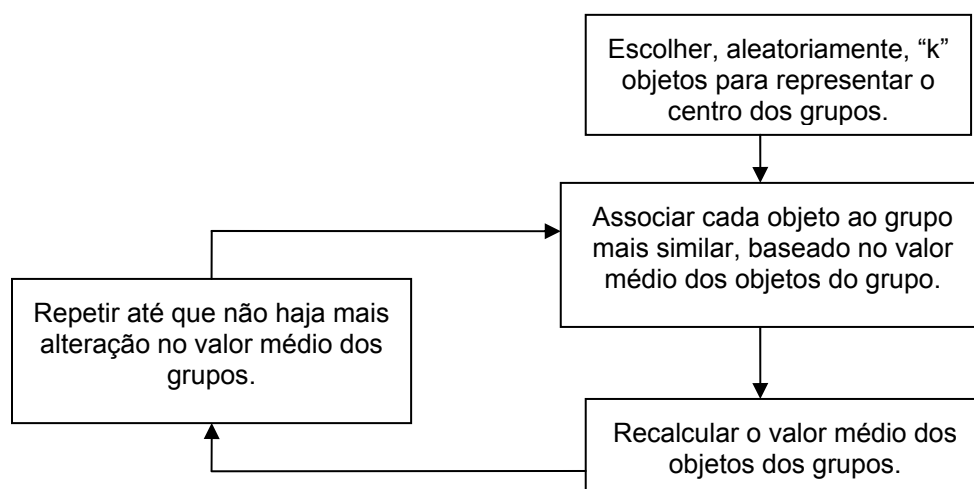 Escolher, aleatoriamente, “k”
objetos para representar o
centro dos grupos.
Associar cada objeto ao grupo
mais similar, baseado no valor
médio dos objetos do grupo.
Repetir até que não haja mais
alteração no valor médio dos
grupos.
Recalcular o valor médio dos
objetos dos grupos.